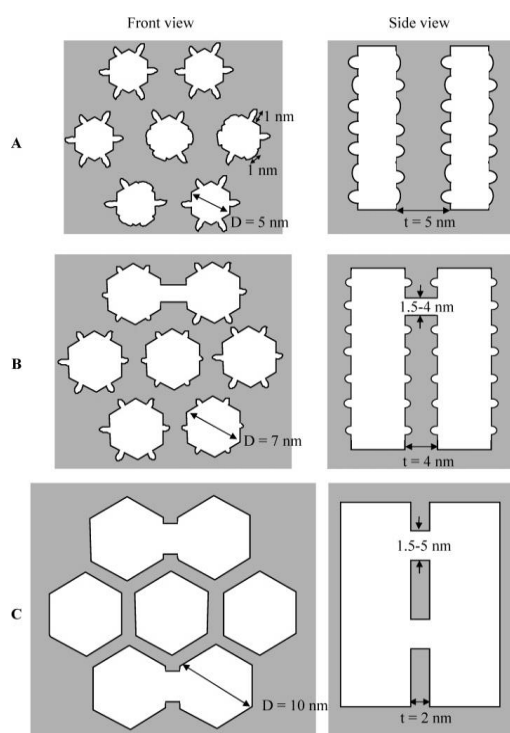 Front view
Side view
A
1 nm
1 nm
D = 5 nm
t = 5 nm
B
1.5-4 nm
D = 7 nm
t = 4 nm
C
1.5-5 nm
D = 10 nm
t = 2 nm